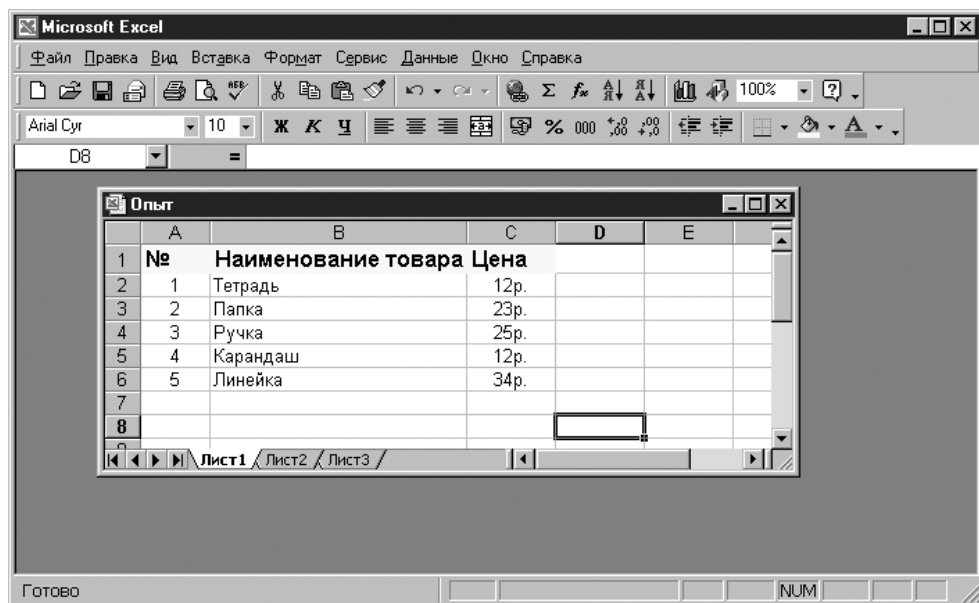 Microsoft Excel
Файл Правка Вид Вставка Формат Сервис Данные Окно Справка
100%
Arial Cyr 10 Ж К Ч % 000
D8 =
Опыт
A B C D E
1 № Наименование товара Цена
2 1 Тетрадь 12р.
3 2 Папка 23р.
4 3 Ручка 25р.
5 4 Карандаш 12р.
6 5 Линейка 34р.
7
8
Лист1 Лист2 Лист3
Готово NUM